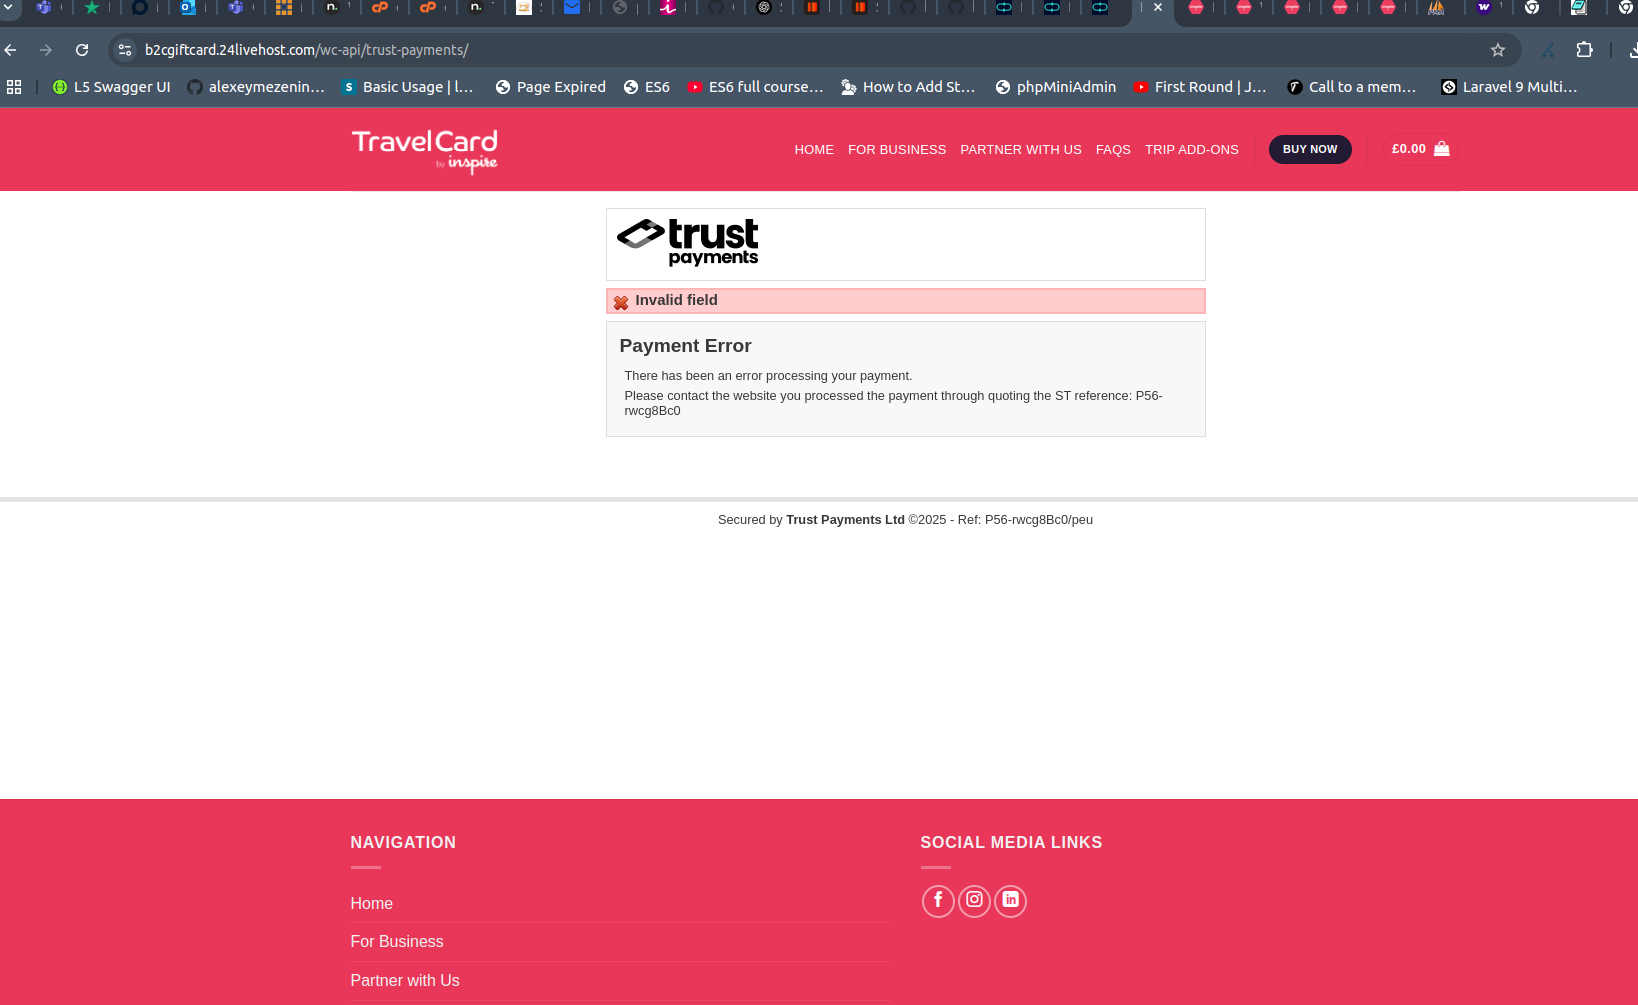 b2cgiftcard.24livehost.com/wc-api/trust-payments/
L5 Swagger UI
alexeymezenin...
Basic Usage | l...
Page Expired
ES6
ES6 full course...
How to Add St...
phpMiniAdmin
First Round | J...
Call to a mem...
Laravel 9 Multi...
TravelCard
by inspire
HOME
FOR BUSINESS
PARTNER WITH US
FAQS
TRIP ADD-ONS
BUY NOW
£0.00
trust
payments
Invalid field
Payment Error
There has been an error processing your payment.
Please contact the website you processed the payment through quoting the ST reference: P56-
rwcg8Bc0
Secured by Trust Payments Ltd ©2025 - Ref: P56-rwcg8Bc0/peu
NAVIGATION
Home
For Business
Partner with Us
SOCIAL MEDIA LINKS